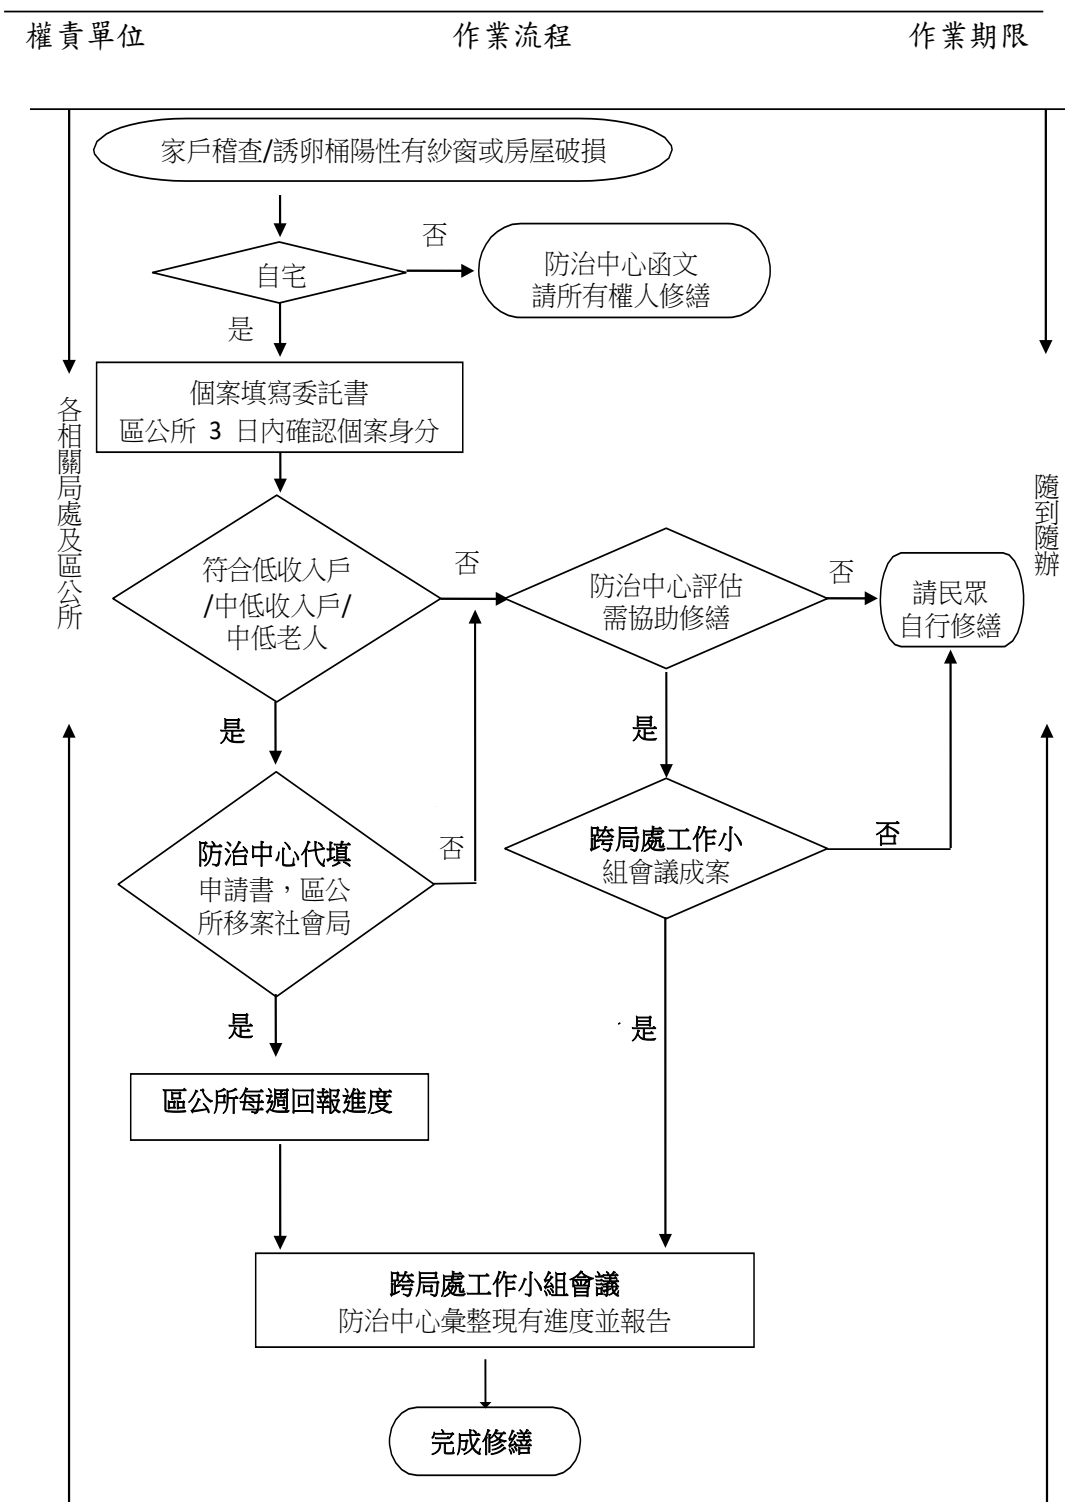 權責單位 作業流程 作業期限
家戶稽查/誘卵桶陽性有紗窗或房屋破損
否
自宅
防治中心函文
請所有權人修繕
是
個案填寫委託書
區公所 3 日內確認個案身分
各相關局處及區公所
隨到隨辦
符合低收入戶
/中低收入戶/
中低老人
否
防治中心評估
需協助修繕
否
請民眾
自行修繕
是
是
防治中心代填
申請書，區公
所移案社會局
否
跨局處工作小
組會議成案
否
是
是
區公所每週回報進度
跨局處工作小組會議
防治中心彙整現有進度並報告
完成修繕